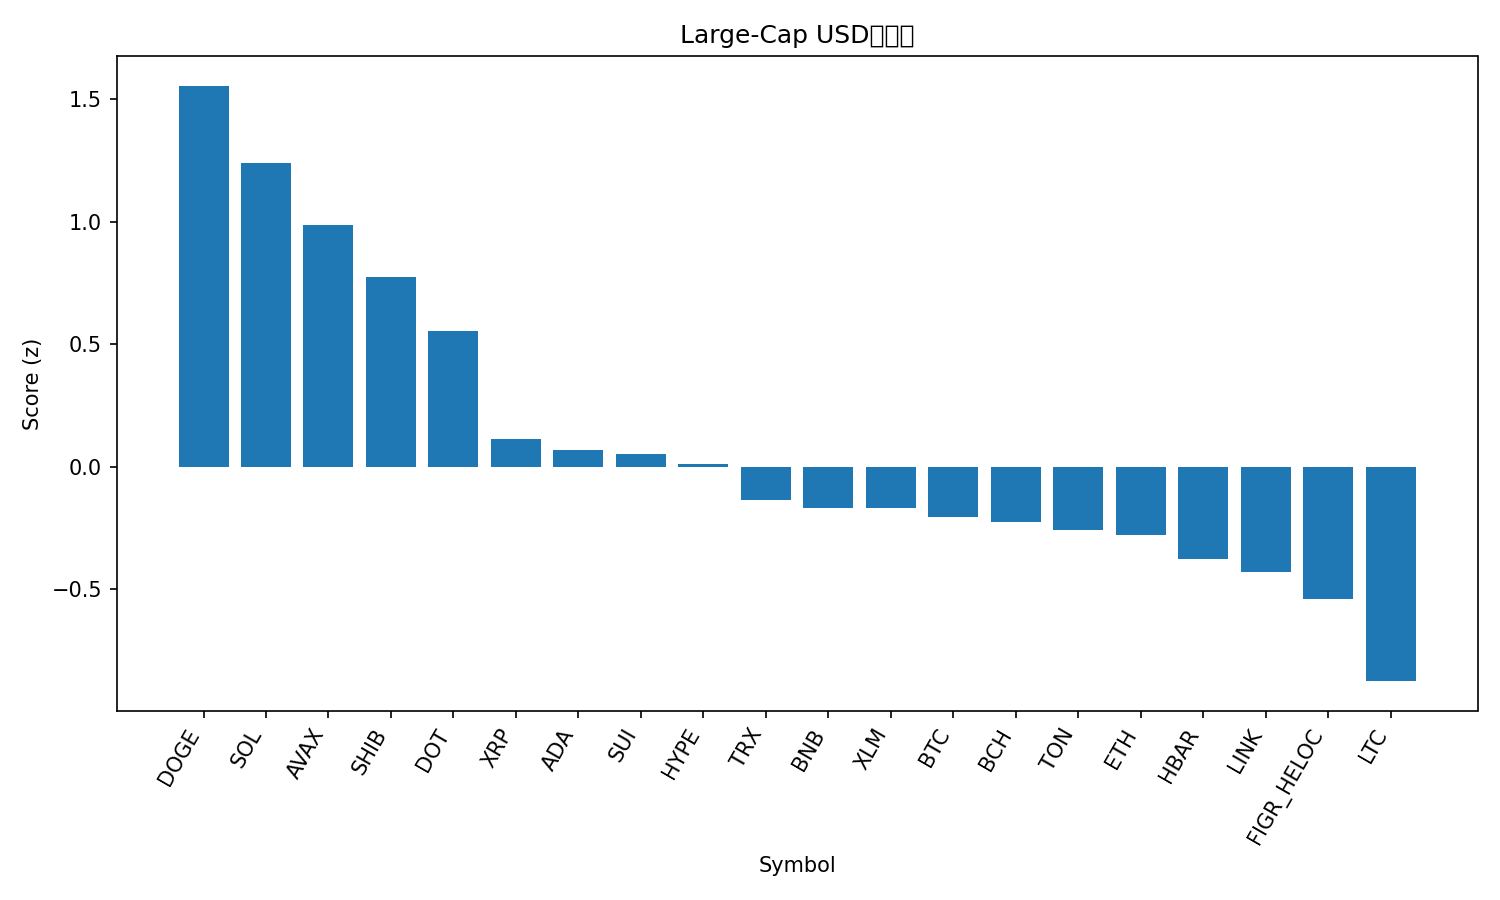 Large-Cap USD
Score (z)
1.5
1.0
0.5
0.0
−0.5
DOGE
SOL
AVAX
SHIB
DOT
XRP
ADA
SUI
HYPE
TRX
BNB
XLM
BTC
BCH
TON
ETH
HBAR
LINK
FIGR_HELOC
LTC
Symbol